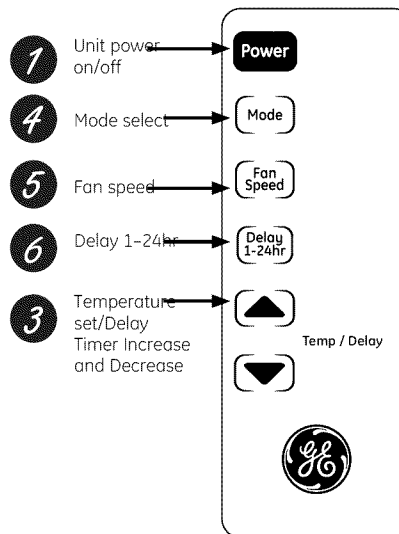 1 Unit power on/off
Power
4 Mode select
Mode
5 Fan speed
Fan Speed
6 Delay 1-24hr
Delay 1-24hr
3 Temperature set/Delay Timer Increase and Decrease
Temp / Delay
GE